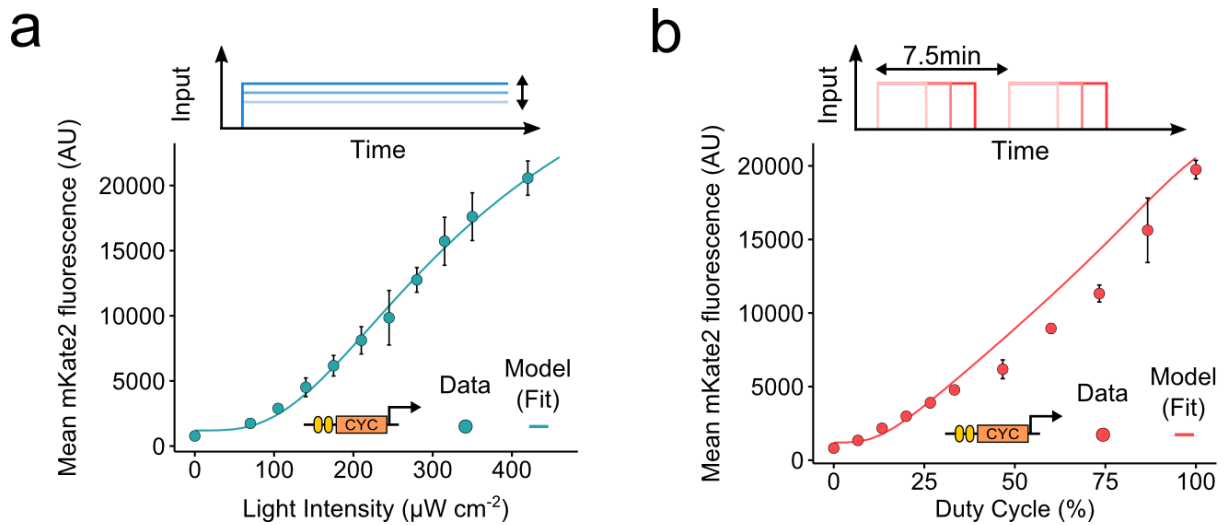 a
Input
Time
Mean mKate2 fluorescence (AU)
20000
15000
10000
5000
0
CYC
Data
Model
(Fit)
0
100
200
300
400
Light Intensity (µW cm⁻²)
b
7.5min
Input
Time
Mean mKate2 fluorescence (AU)
20000
15000
10000
5000
0
CYC
Data
Model
(Fit)
0
25
50
75
100
Duty Cycle (%)